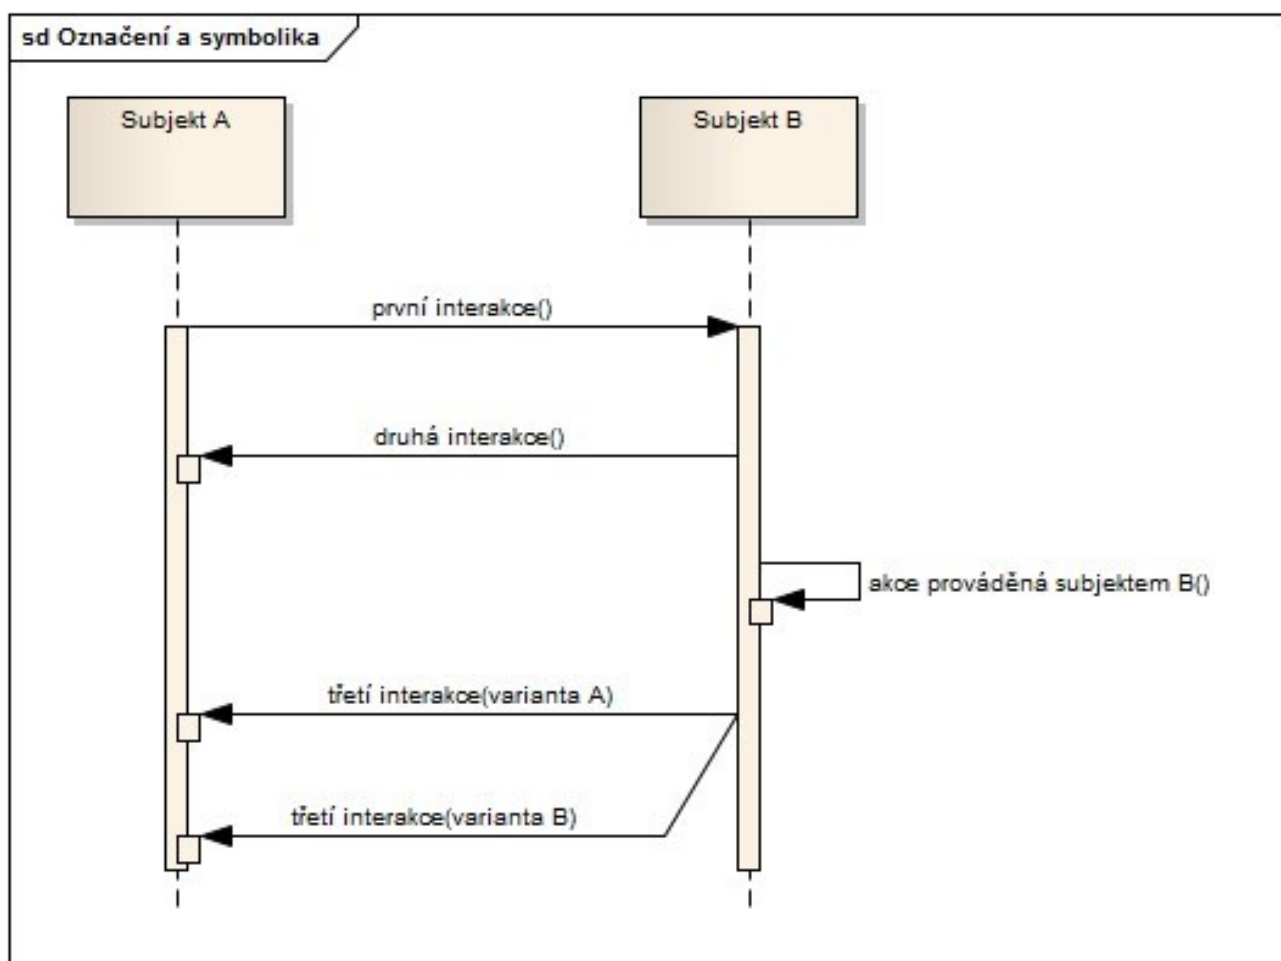 sd Označení a symbolika
Subjekt A
Subjekt B
první interakce()
druhá interakce()
akce prováděná subjektem B()
třetí interakce(varianta A)
třetí interakce(varianta B)